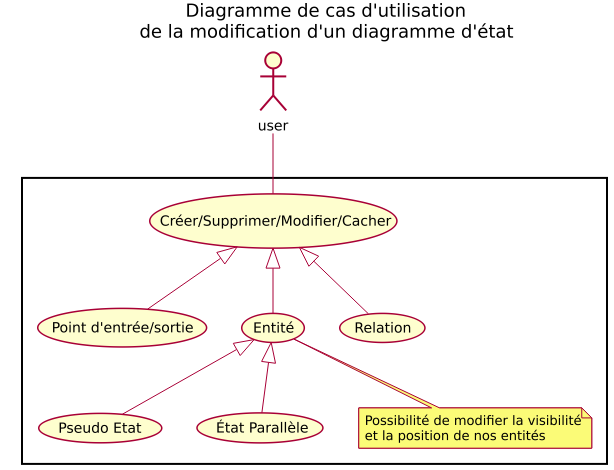 Diagramme de cas d'utilisation
de la modification d'un diagramme d'état
user
Créer/Supprimer/Modifier/Cacher
Point d'entrée/sortie
Entité
Relation
Pseudo Etat
État Parallèle
Possibilité de modifier la visibilité
et la position de nos entités